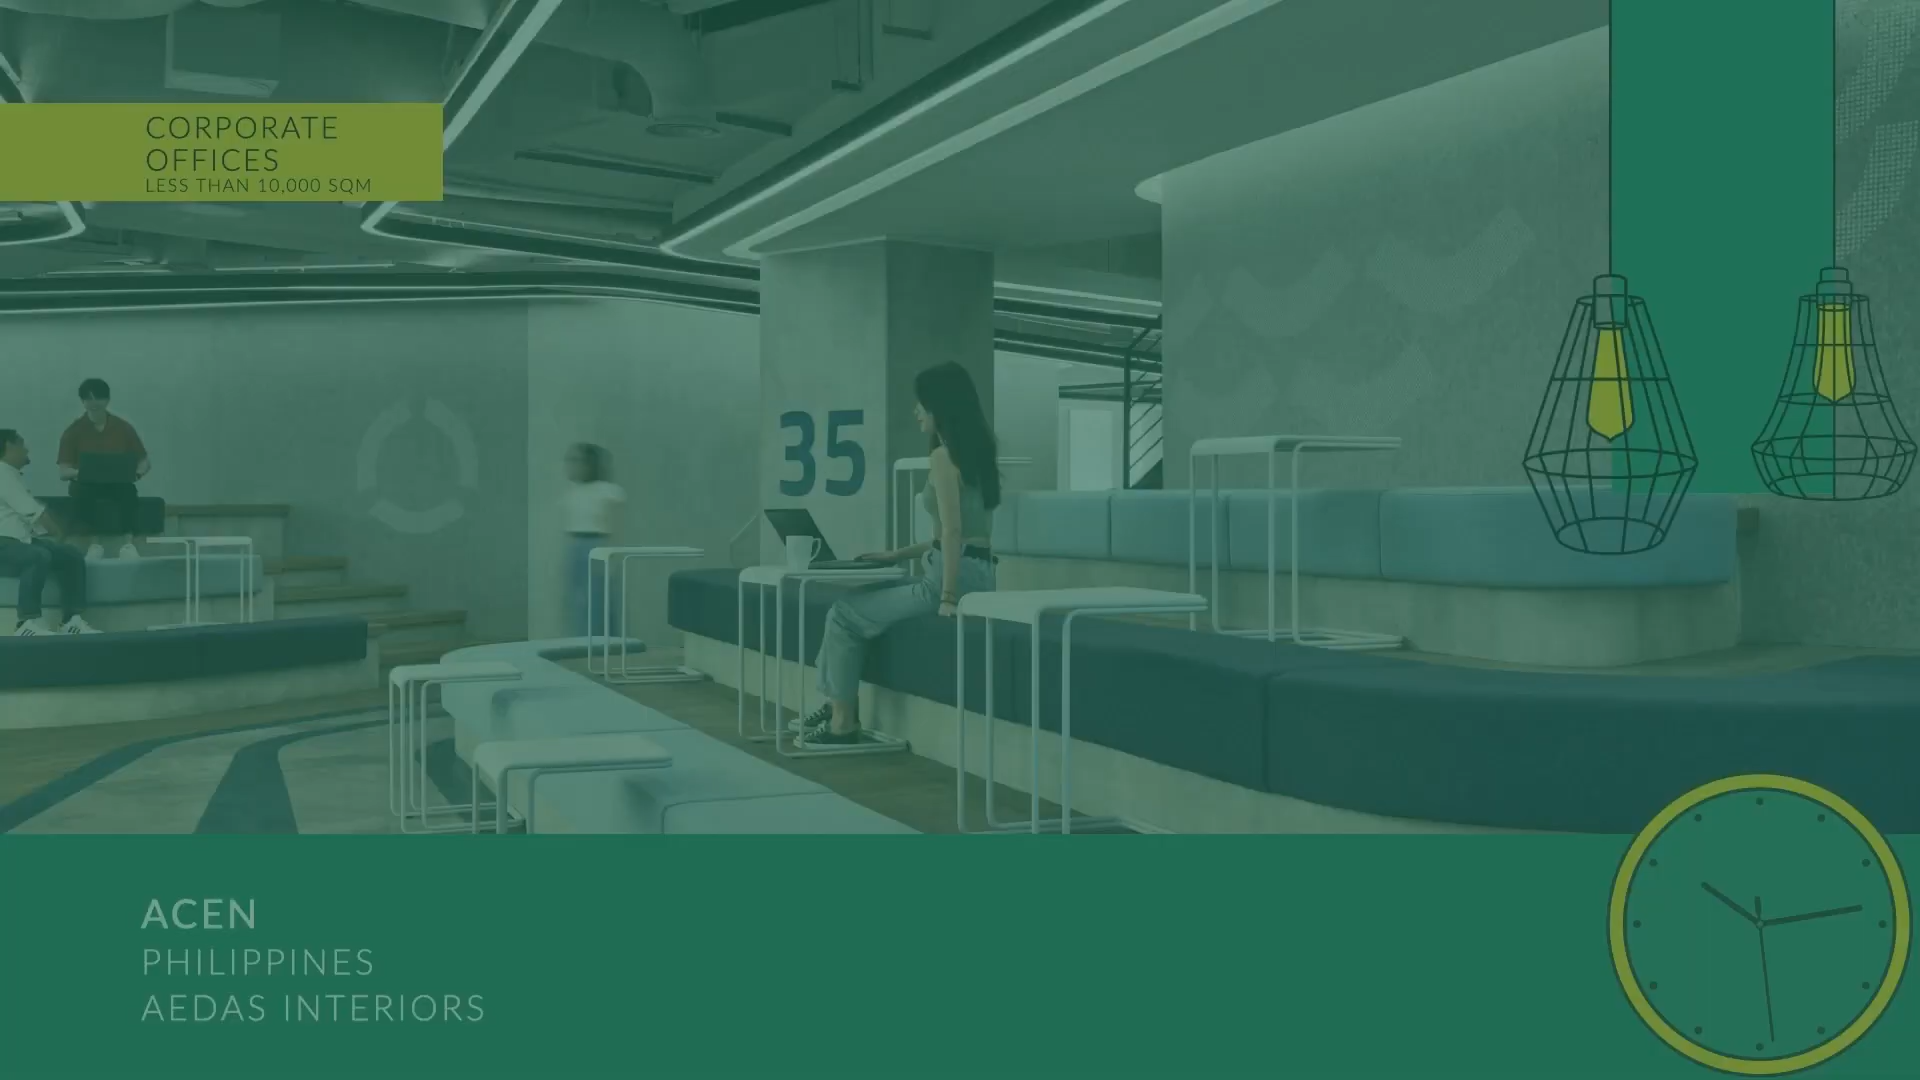 CORPORATE
OFFICES
LESS THAN 10,000 SQM
35
ACEN
PHILIPPINES
AEDAS INTERIORS